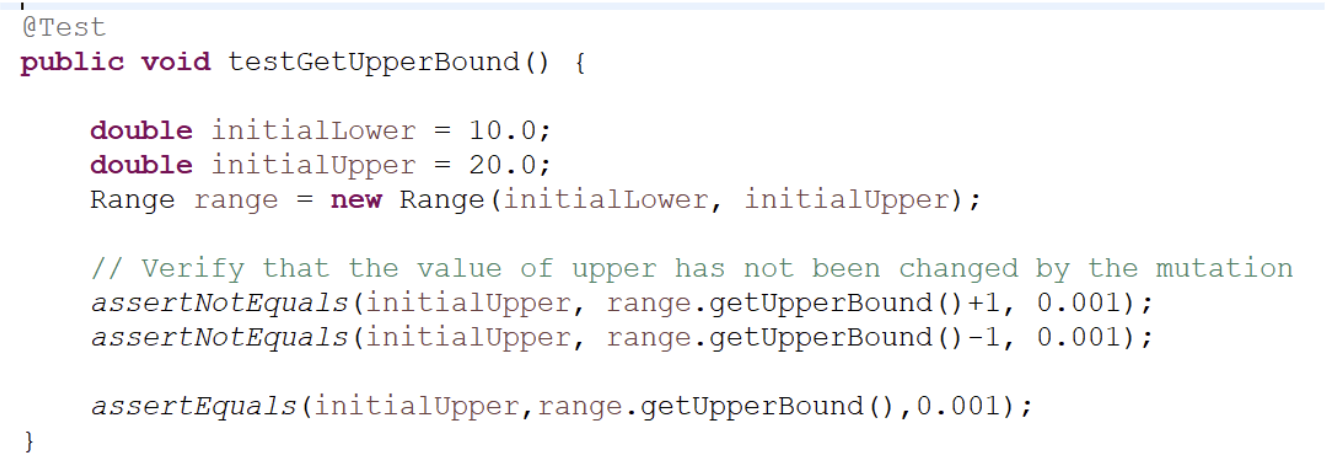 @Test
public void testGetUpperBound() {
double initialLower = 10.0;
double initialUpper = 20.0;
Range range = new Range(initialLower, initialUpper);
// Verify that the value of upper has not been changed by the mutation
assertNotEquals(initialUpper, range.getUpperBound()+1, 0.001);
assertNotEquals(initialUpper, range.getUpperBound()-1, 0.001);
assertEquals(initialUpper,range.getUpperBound(),0.001);
}